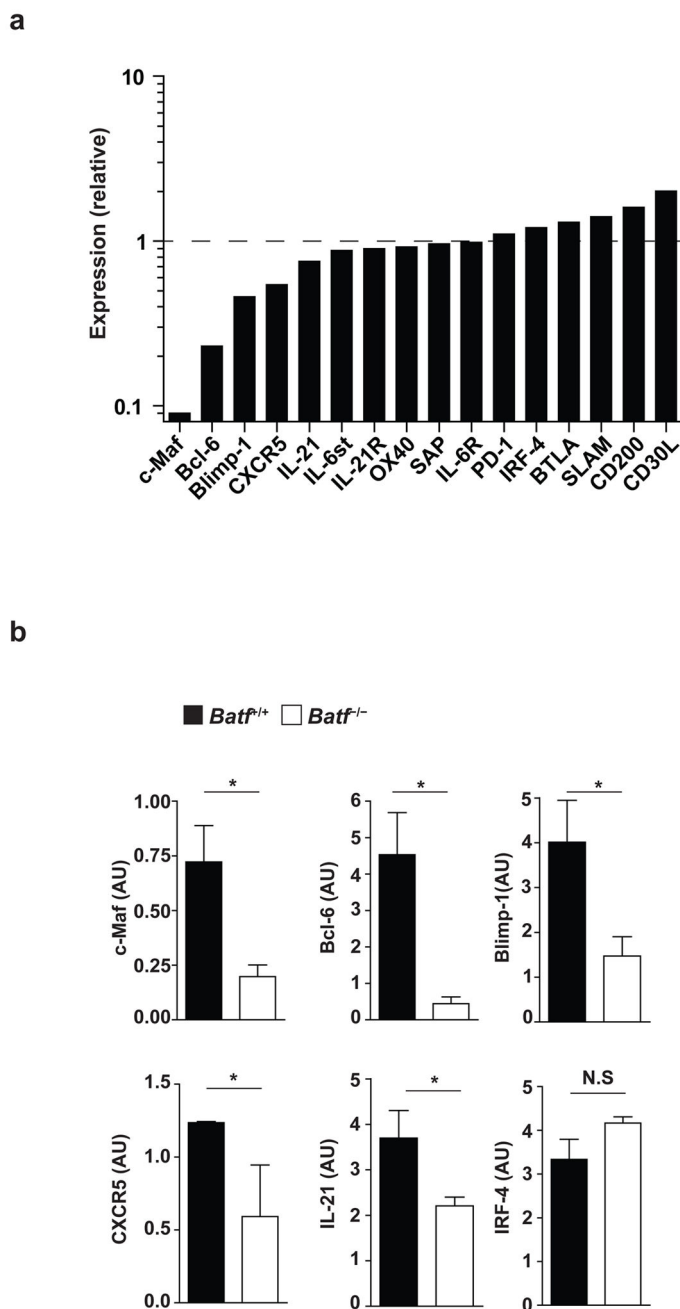 a
Expression (relative)
10
1
0.1
c-Maf
Bcl-6
Blimp-1
CXCR5
IL-21
IL-6st
IL-21R
OX40
SAP
IL-6R
PD-1
IRF-4
BTLA
SLAM
CD200
CD30L
b
Batf+/+ Batf–/–
c-Maf (AU)
1.00
0.75
0.50
0.25
0.00
*
Bcl-6 (AU)
6
5
4
3
2
1
0
*
Blimp-1(AU)
5
4
3
2
1
0
*
CXCR5 (AU)
1.5
1.0
0.5
0.0
*
IL-21 (AU)
5
4
3
2
1
0
*
IRF-4 (AU)
5
4
3
2
1
0
N.S